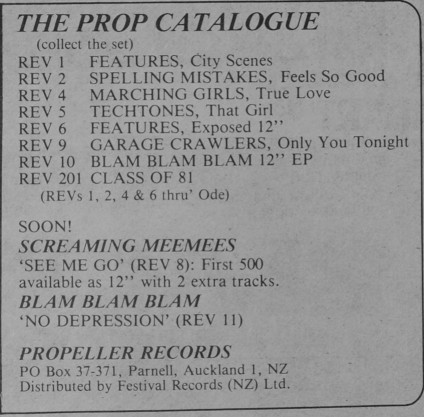 THE PROP CATALOGUE
(collect the set)
REV 1 FEATURES, City Scenes
REV 2 SPELLING MISTAKES, Feels So Good
REV 4 MARCHING GIRLS, True Love
REV 5 TECHTONES, That Girl
REV 6 FEATURES, Exposed 12''
REV 9 GARAGE CRAWLERS, Only You Tonight
REV 10 BLAM BLAM BLAM 12'' EP
REV 201 CLASS OF 81
(REVs 1, 2, 4 & 6 thru' Ode)
SOON!
SCREAMING MEEMEES
'SEE ME GO' (REV 8): First 500
available as 12'' with 2 extra tracks.
BLAM BLAM BLAM
'NO DEPRESSION' (REV 11)
PROPELLER RECORDS
PO Box 37-371, Parnell, Auckland 1, NZ
Distributed by Festival Records (NZ) Ltd.